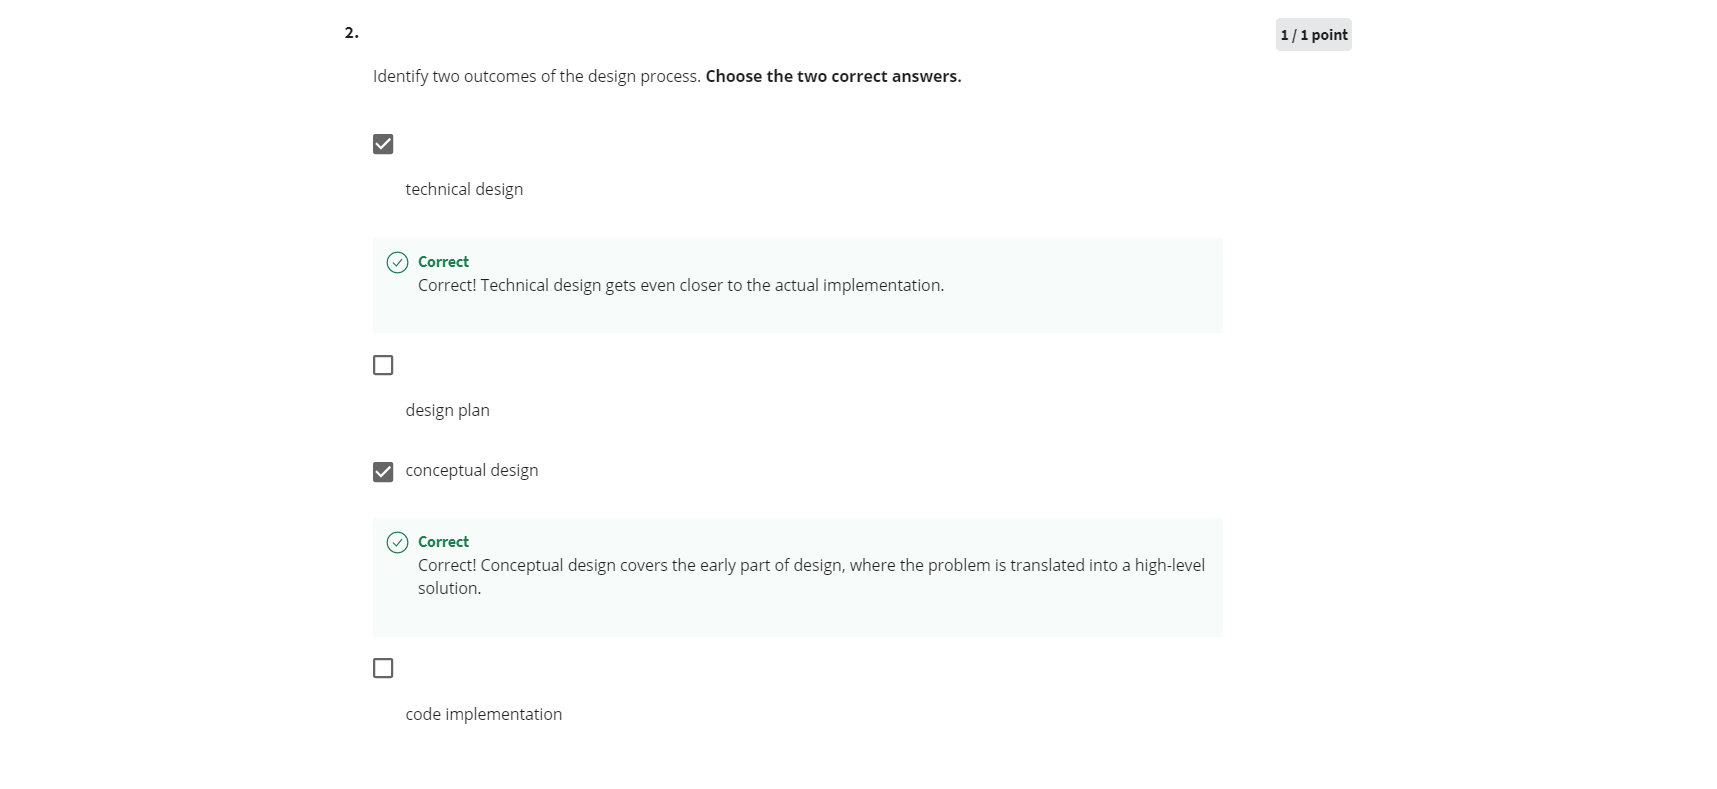 2.
1 / 1 point
Identify two outcomes of the design process. Choose the two correct answers.
technical design
Correct
Correct! Technical design gets even closer to the actual implementation.
design plan
conceptual design
Correct
Correct! Conceptual design covers the early part of design, where the problem is translated into a high-level
solution.
code implementation